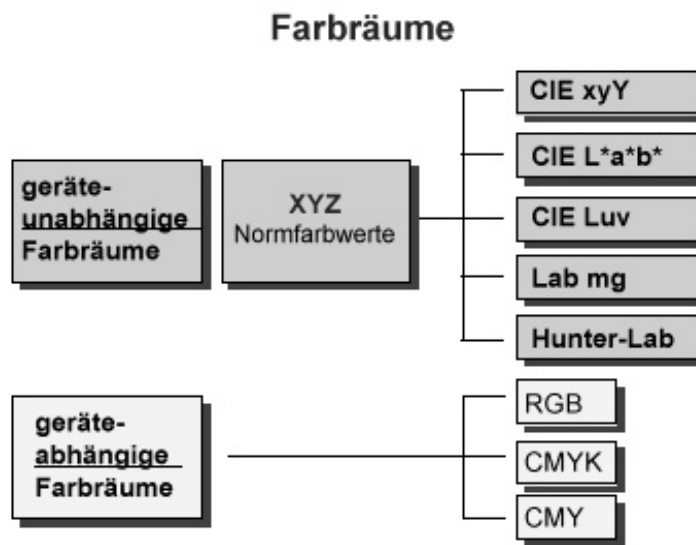 Farbräume
geräte-
unabhängige
Farbräume
XYZ
Normfarbwerte
CIE xyY
CIE L*a*b*
CIE Luv
Lab mg
Hunter-Lab
geräte-
abhängige
Farbräume
RGB
CMYK
CMY